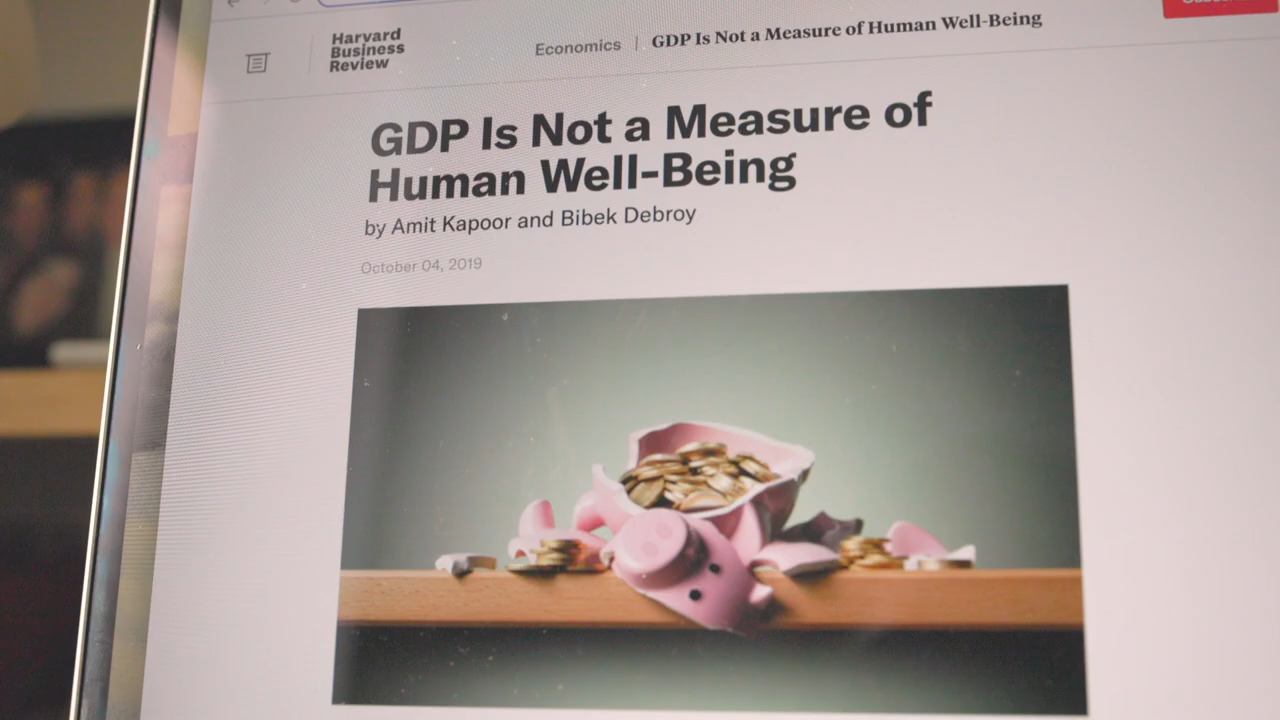 Harvard
Business
Review
Economics | GDP Is Not a Measure of Human Well-Being
GDP Is Not a Measure of
Human Well-Being
by Amit Kapoor and Bibek Debroy
October 04, 2019